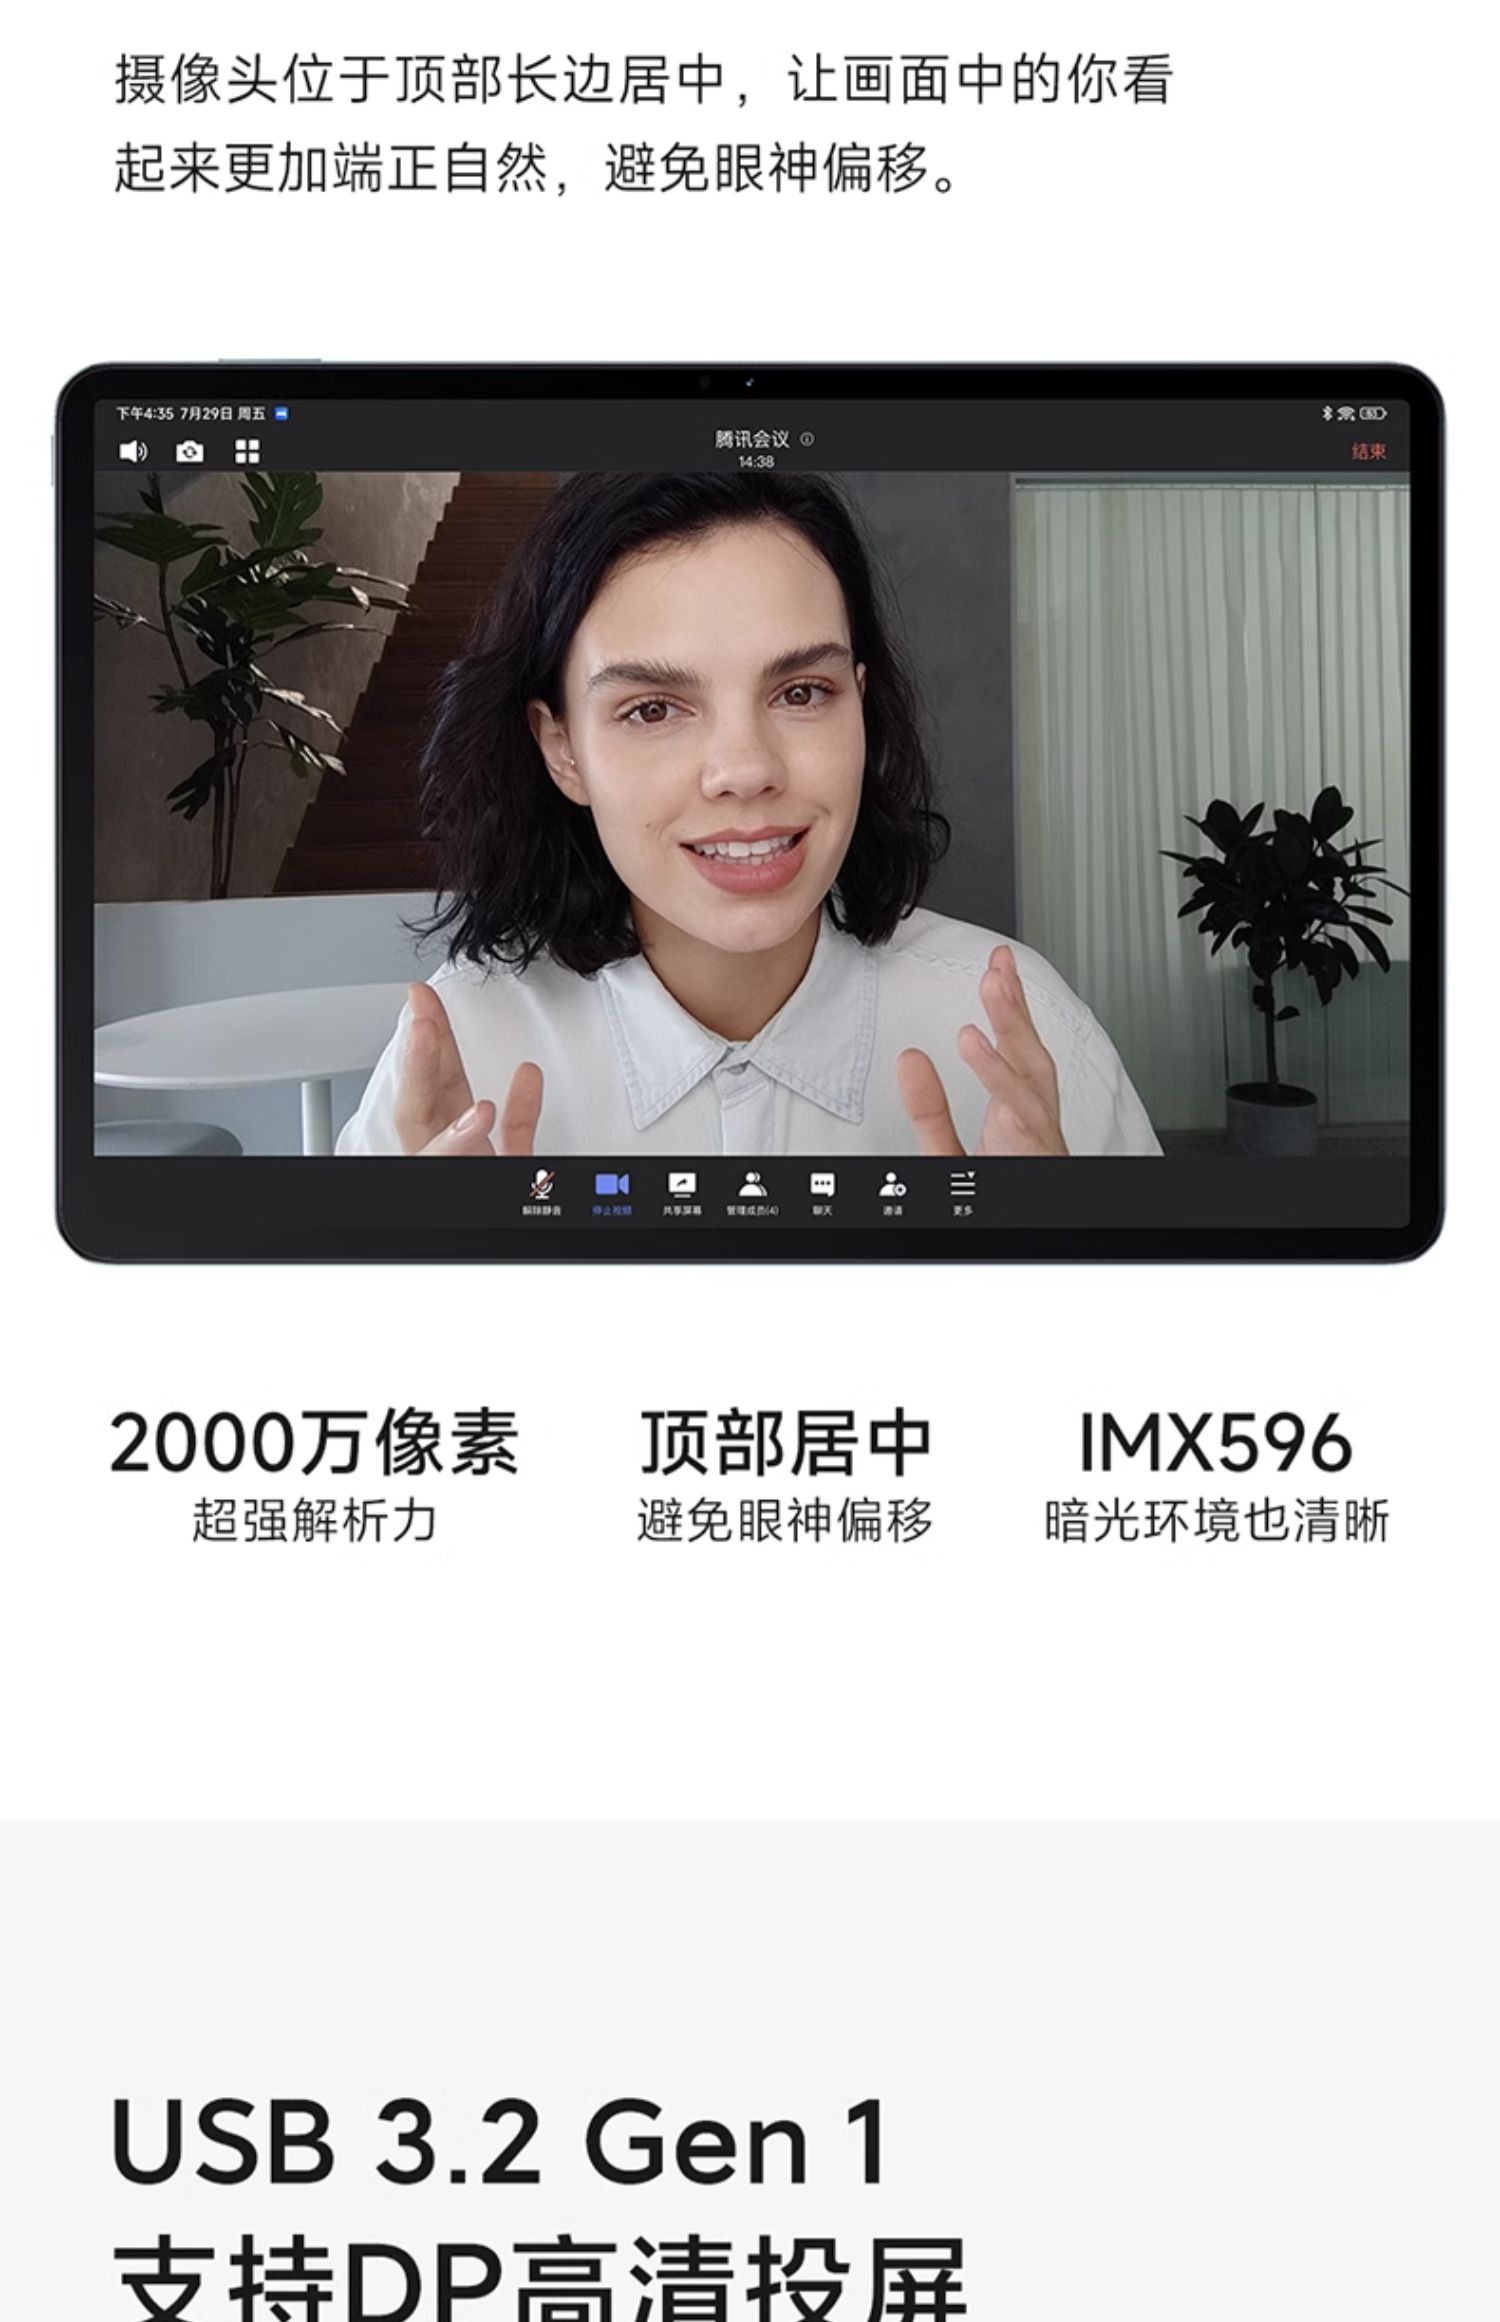 摄像头位于顶部长边居中，让画面中的你看
起来更加端正自然，避免眼神偏移。
下午4:35 7月29日 周五
腾讯会议
14:38
结束
解除静音 停止视频 共享屏幕 管理成员(4) 聊天 邀请 更多
2000万像素 顶部居中 IMX596
超强解析力 避免眼神偏移 暗光环境也清晰
USB 3.2 Gen 1
支持DP高清投屏